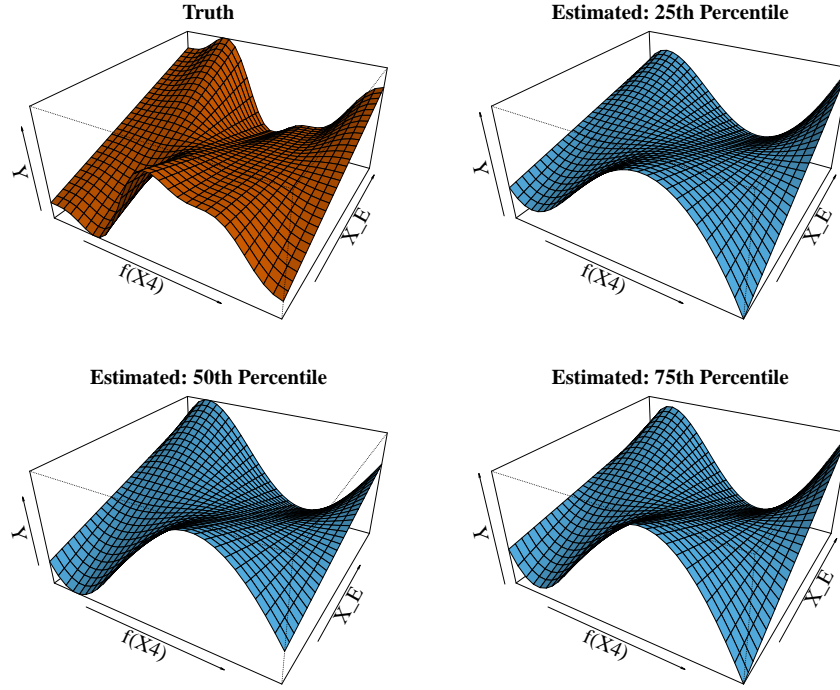 Truth
Y
f(X4)
X_E
Estimated: 25th Percentile
Y
f(X4)
X_E
Estimated: 50th Percentile
Y
f(X4)
X_E
Estimated: 75th Percentile
Y
f(X4)
X_E